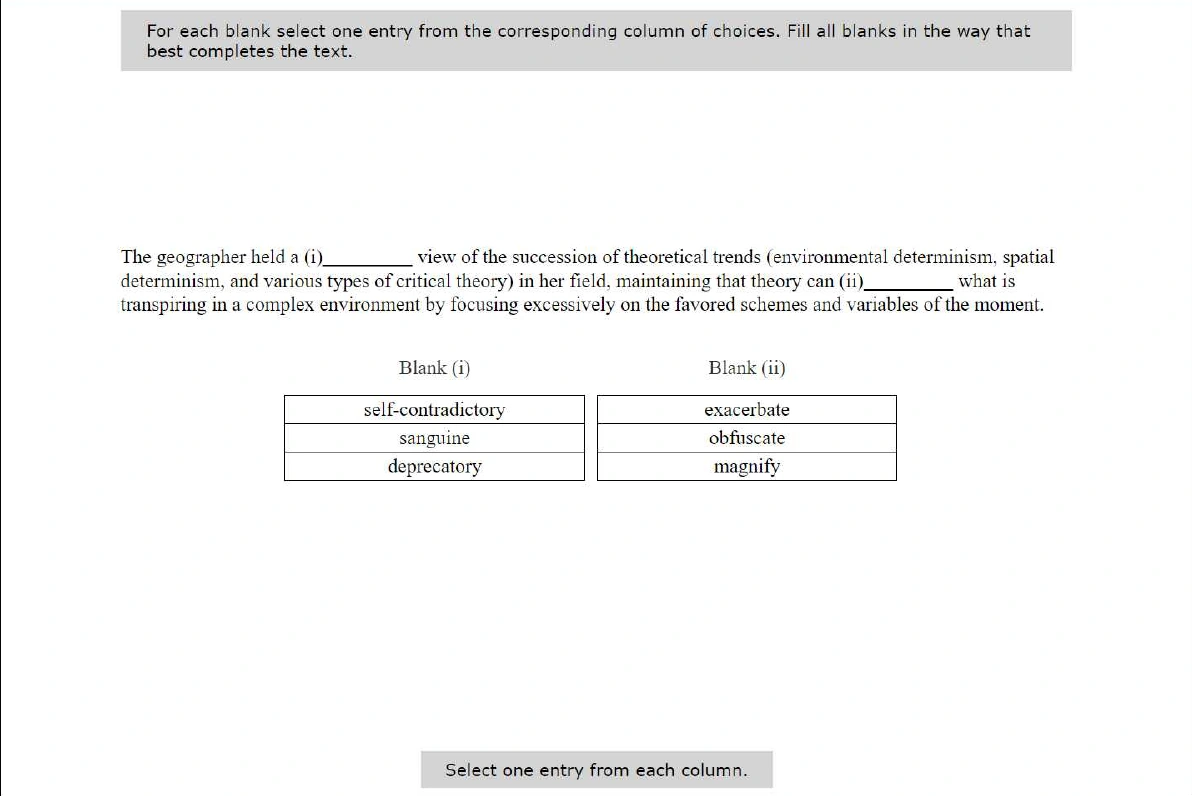 For each blank select one entry from the corresponding column of choices. Fill all blanks in the way that
best completes the text.
The geographer held a (i)_________ view of the succession of theoretical trends (environmental determinism, spatial
determinism, and various types of critical theory) in her field, maintaining that theory can (ii)_________ what is
transpiring in a complex environment by focusing excessively on the favored schemes and variables of the moment.
Blank (i) Blank (ii)
self-contradictory exacerbate
sanguine obfuscate
deprecatory magnify
Select one entry from each column.